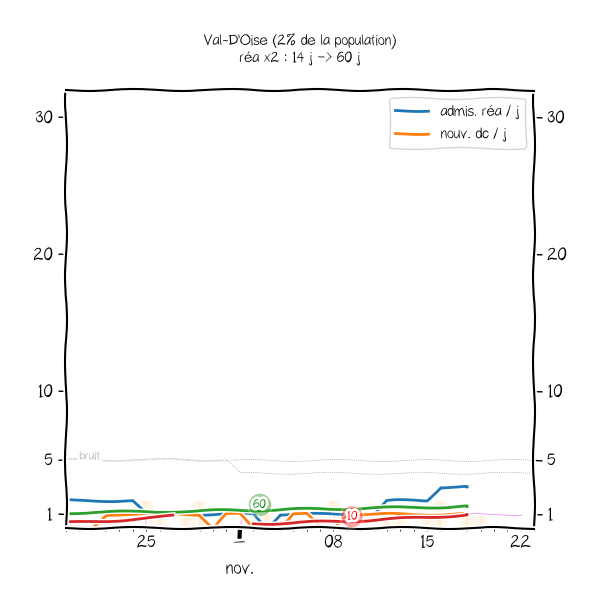 Val-D'Oise (2% de la population)
réa x2 : 14 j -> 60 j
admis. réa / j
nouv. dc / j
30
30
20
20
10
10
5
bruit
5
60
1
10
1
25
1
08
15
22
nov.